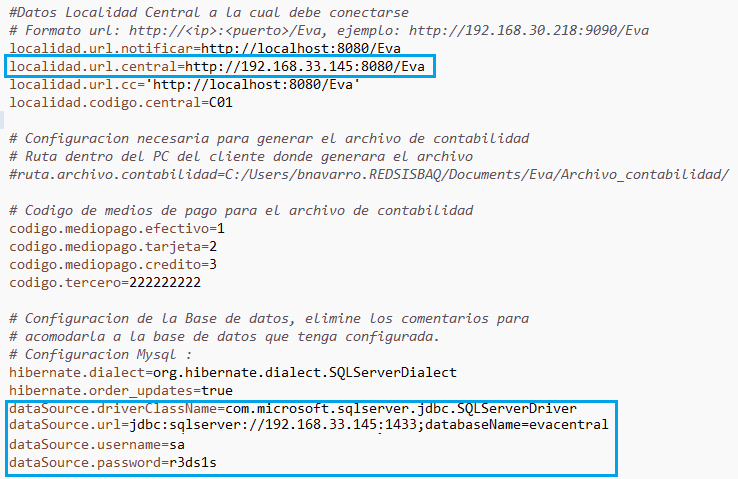 #Datos Localidad Central a la cual debe conectarse
# Formato url: http://<ip>:<puerto>/Eva, ejemplo: http://192.168.30.218:9090/Eva
localidad.url.notificar=http://localhost:8080/Eva
localidad.url.central=http://192.168.33.145:8080/Eva
localidad.url.cc='http://localhost:8080/Eva'
localidad.codigo.central=C01
# Configuracion necesaria para generar el archivo de contabilidad
# Ruta dentro del PC del cliente donde generara el archivo
#ruta.archivo.contabilidad=C:/Users/bnavarro.REDSISBAQ/Documents/Eva/Archivo_contabilidad/
# Codigo de medios de pago para el archivo de contabilidad
codigo.mediopago.efectivo=1
codigo.mediopago.tarjeta=2
codigo.mediopago.credito=3
codigo.tercero=222222222
# Configuracion de la Base de datos, elimine los comentarios para
# acomodarla a la base de datos que tenga configurada.
# Configuracion Mysql :
hibernate.dialect=org.hibernate.dialect.SQLServerDialect
hibernate.order_updates=true
dataSource.driverClassName=com.microsoft.sqlserver.jdbc.SQLServerDriver
dataSource.url=jdbc:sqlserver://192.168.33.145:1433;databaseName=evacentral
dataSource.username=sa
dataSource.password=r3ds1s